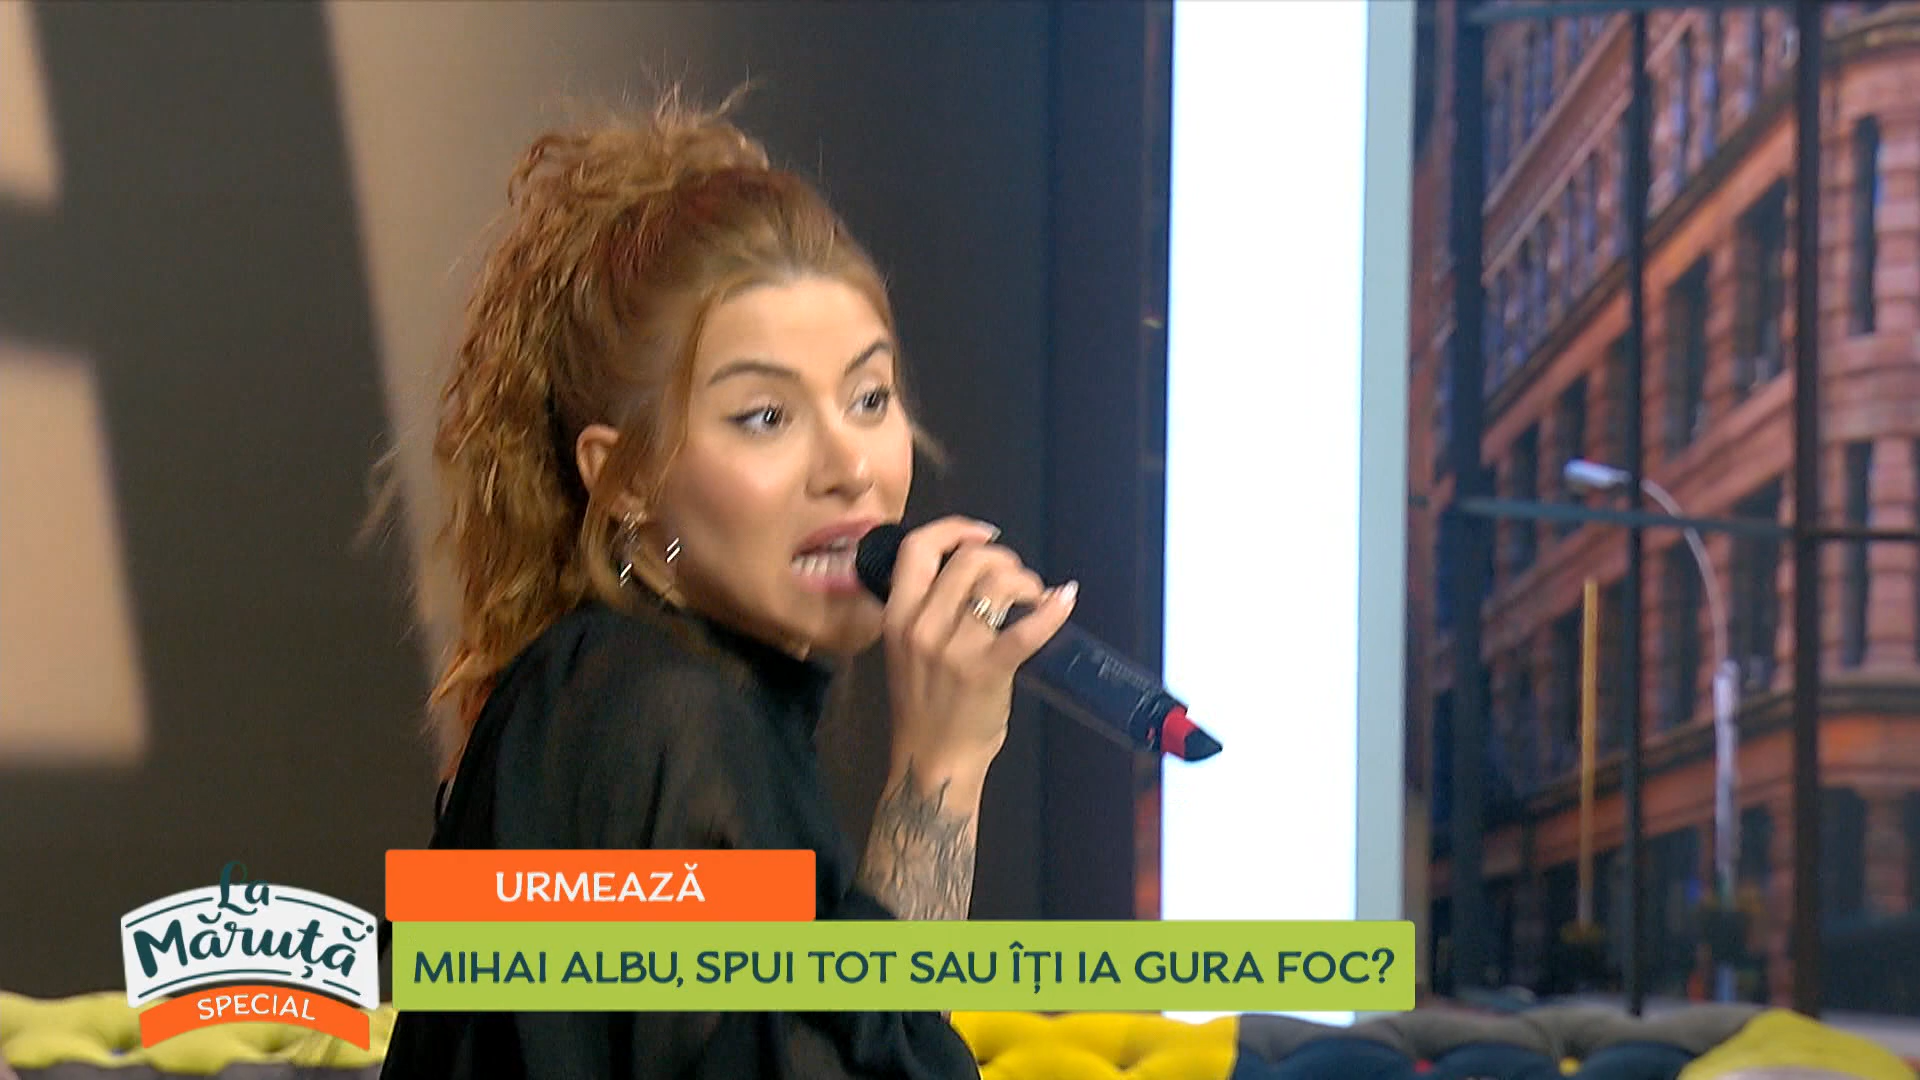 URMEAZĂ
MIHAI ALBU, SPUI TOT SAU ÎȚI IA GURA FOC?
La
Măruță
SPECIAL